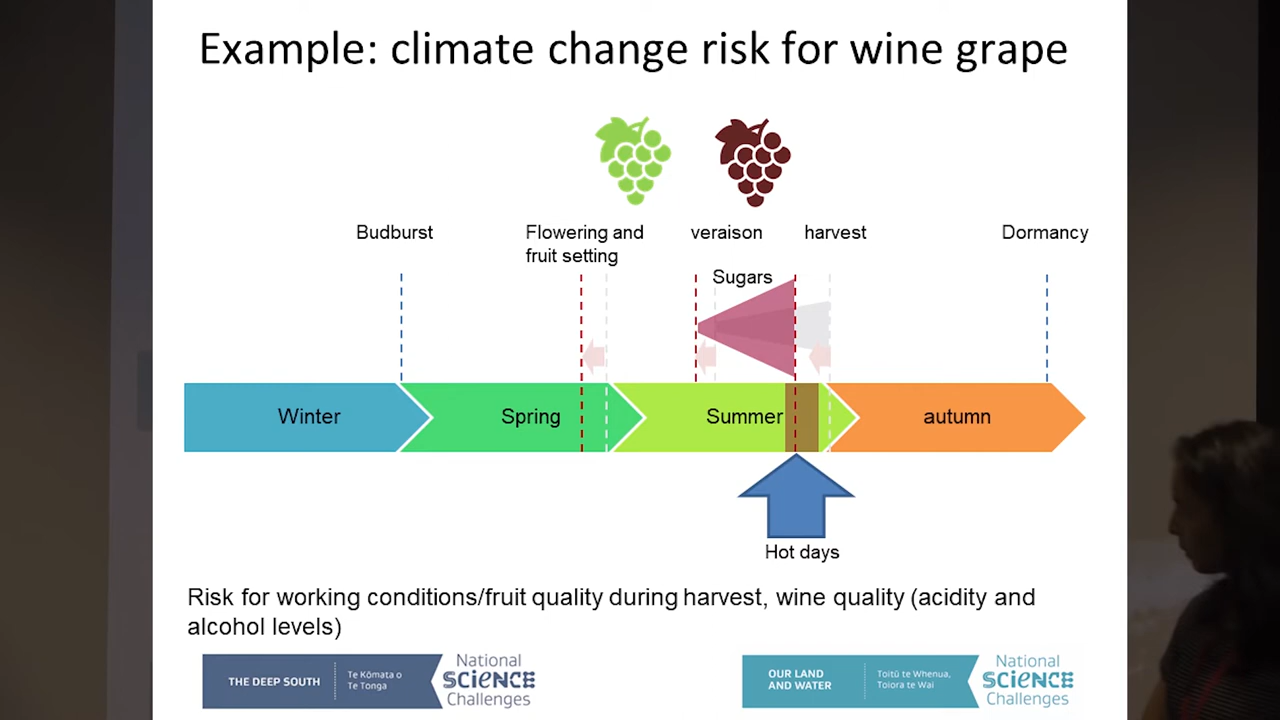 Example: climate change risk for wine grape
Budburst
Flowering and
fruit setting
veraison
harvest
Dormancy
Sugars
Winter
Spring
Summer
autumn
Hot days
Risk for working conditions/fruit quality during harvest, wine quality (acidity and
alcohol levels)
THE DEEP SOUTH
Te Kōmata o
Te Tonga
National
SCIENCE
Challenges
OUR LAND
AND WATER
Toitū te Whenua,
Toiora te Wai
National
SCIENCE
Challenges